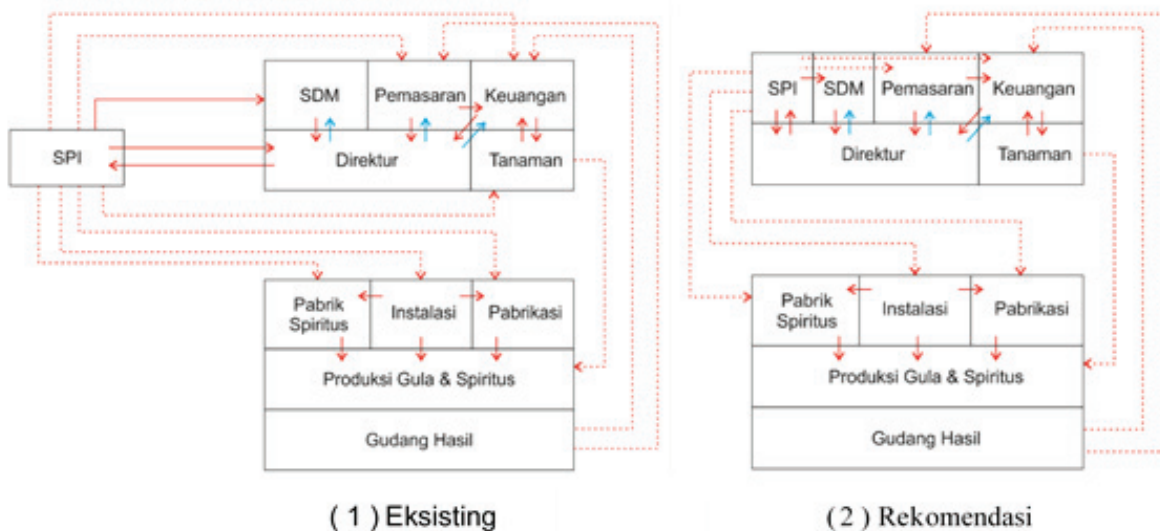 SDM
Pemasaran
Keuangan
SPI
Direktur
Tanaman
Pabrik
Spiritus
Instalasi
Pabrikasi
Produksi Gula & Spiritus
Gudang Hasil
( 1 ) Eksisting
SPI
SDM
Pemasaran
Keuangan
Direktur
Tanaman
Pabrik
Spiritus
Instalasi
Pabrikasi
Produksi Gula & Spiritus
Gudang Hasil
( 2 ) Rekomendasi